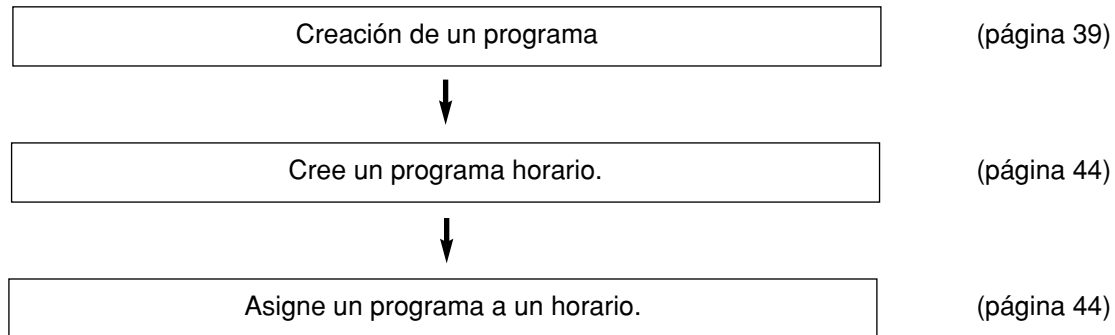 Creación de un programa (página 39)
Cree un programa horario. (página 44)
Asigne un programa a un horario. (página 44)